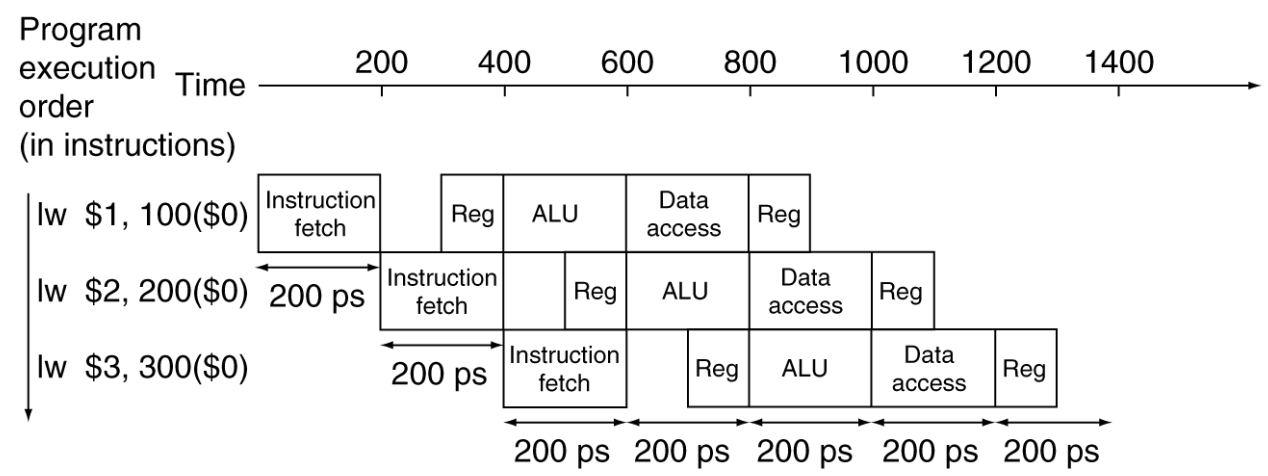 Program
execution
order
(in instructions)
Time
200 400 600 800 1000 1200 1400
lw $1, 100($0)
Instruction
fetch
Reg
ALU
Data
access
Reg
200 ps
lw $2, 200($0)
Instruction
fetch
Reg
ALU
Data
access
Reg
200 ps
lw $3, 300($0)
Instruction
fetch
Reg
ALU
Data
access
Reg
200 ps 200 ps 200 ps 200 ps 200 ps